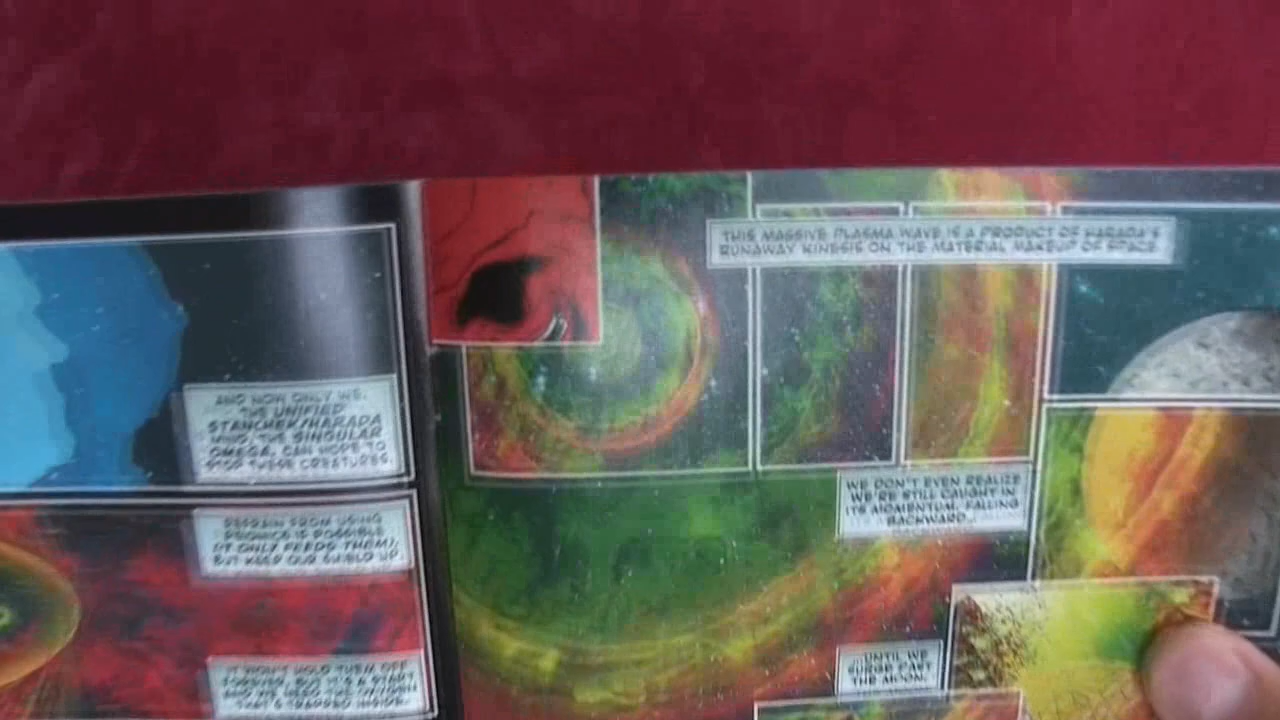 AND NOW ONLY WE,
THE UNIFIED
STANCHEK/HARADA
MIND, THE SINGULAR
OMEGA, CAN HOPE TO
STOP THESE CREATURES.
REFRAIN FROM USING
PSIONICS IS POSSIBLE
(IT ONLY FEEDS THEM),
BUT KEEP OUR SHIELD UP.
IT WON'T HOLD THEM OFF
FOREVER, BUT IT'S A START
AND WE NEED THE OXYGEN
THAT'S TRAPPED INSIDE.
THIS MASSIVE PLASMA WAVE IS A PRODUCT OF HARADA'S
RUNAWAY KINESIS ON THE MATERIAL MAKEUP OF SPACE.
WE DON'T EVEN REALIZE
WE'RE STILL CAUGHT IN
ITS MOMENTUM, FALLING
BACKWARD...
...UNTIL WE
SURGE PAST
THE MOON.